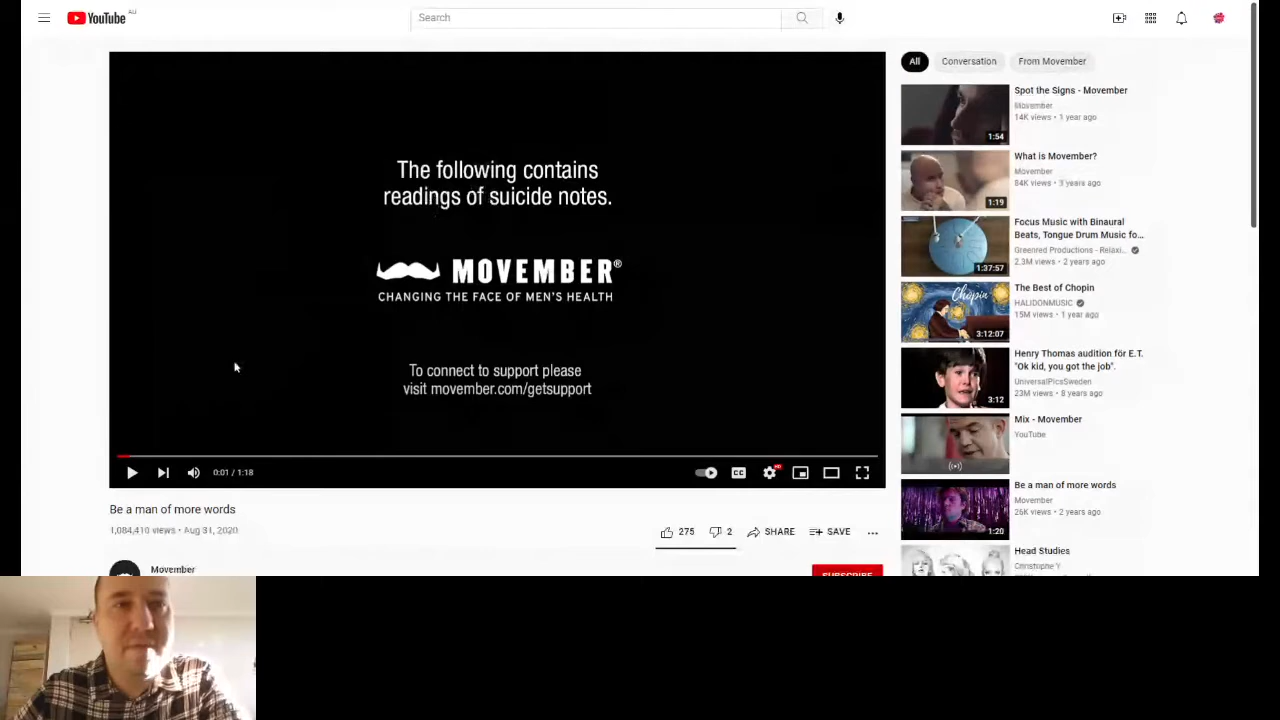 YouTube AU
Search
The following contains
readings of suicide notes.
MOVEMBER®
CHANGING THE FACE OF MEN'S HEALTH
To connect to support please
visit movember.com/getsupport
0:01 / 1:18
CC
HD
Be a man of more words
1,084,410 views • Aug 31, 2020
275
2
SHARE
SAVE
Movember
SUBSCRIBE
All
Conversation
From Movember
Spot the Signs - Movember
Movember
14K views • 1 year ago
1:54
What is Movember?
Movember
84K views • 3 years ago
1:19
Focus Music with Binaural
Beats, Tongue Drum Music fo...
Greenred Productions - Relaxi...
2.3M views • 2 years ago
1:37:57
The Best of Chopin
HALIDONMUSIC
15M views • 1 year ago
Chopin
3:12:07
Henry Thomas audition för E.T.
"Ok kid, you got the job".
UniversalPicsSweden
23M views • 8 years ago
3:12
Mix - Movember
YouTube
Be a man of more words
Movember
26K views • 2 years ago
1:20
Head Studies
Christophe Y